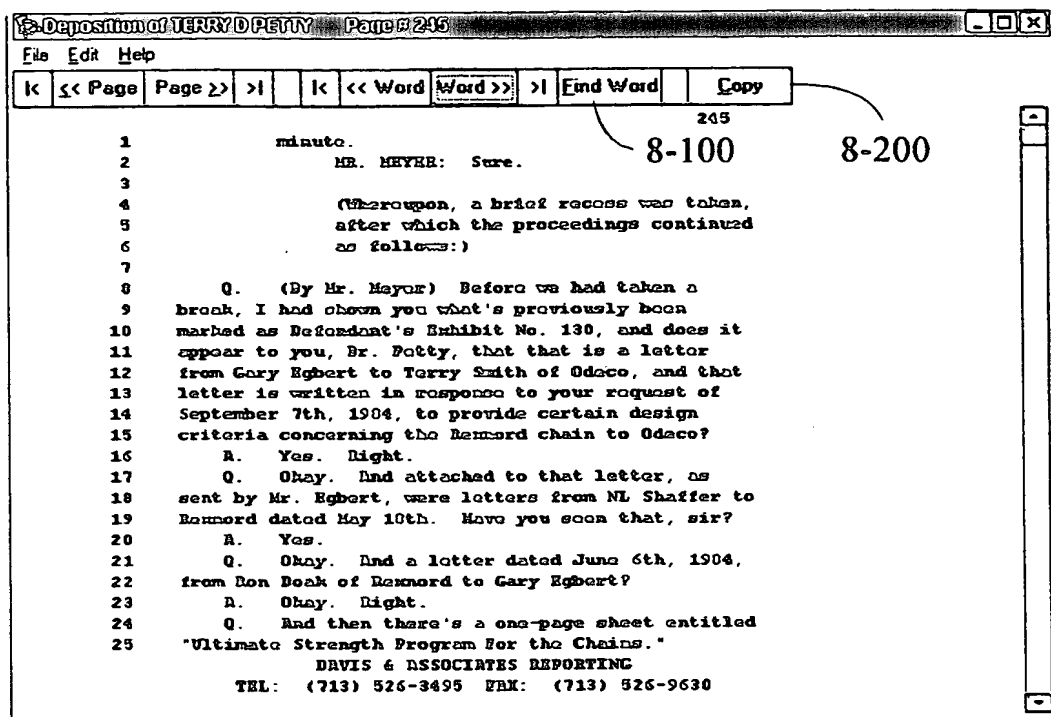 Deposition of TERRY D PETTY Page # 245
File Edit Help
|< << Page Page >> >| |< << Word Word >> >| Find Word Copy
245
8-100 8-200
1 minute.
2 MR. MEYER: Sure.
3
4 (Whereupon, a brief recess was taken,
5 after which the proceedings continued
6 as follows:)
7
8 Q. (By Mr. Meyer) Before we had taken a
9 break, I had shown you what's previously been
10 marked as Defendant's Exhibit No. 130, and does it
11 appear to you, Dr. Petty, that that is a letter
12 from Gary Egbert to Terry Smith of Odeco, and that
13 letter is written in response to your request of
14 September 7th, 1984, to provide certain design
15 criteria concerning the Rexnord chain to Odeco?
16 A. Yes. Right.
17 Q. Okay. And attached to that letter, as
18 sent by Mr. Egbert, were letters from NL Shaffer to
19 Rexnord dated May 10th. Have you seen that, sir?
20 A. Yes.
21 Q. Okay. And a letter dated June 6th, 1984,
22 from Ron Doak of Rexnord to Gary Egbert?
23 A. Okay. Right.
24 Q. And then there's a one-page sheet entitled
25 "Ultimate Strength Program For the Chains."
DAVIS & ASSOCIATES REPORTING
TEL: (713) 526-3495 FAX: (713) 526-9630